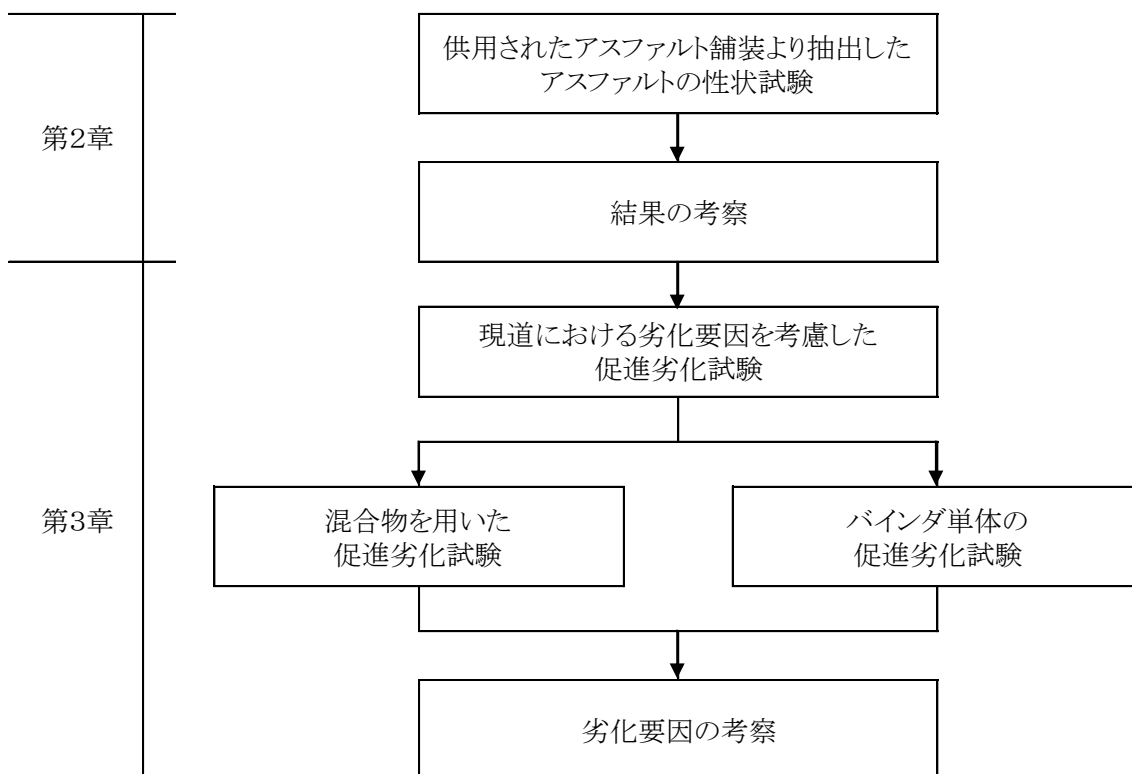 第2章
供用されたアスファルト舗装より抽出した
アスファルトの性状試験
結果の考察
第3章
現道における劣化要因を考慮した
促進劣化試験
混合物を用いた
促進劣化試験
バインダ単体の
促進劣化試験
劣化要因の考察